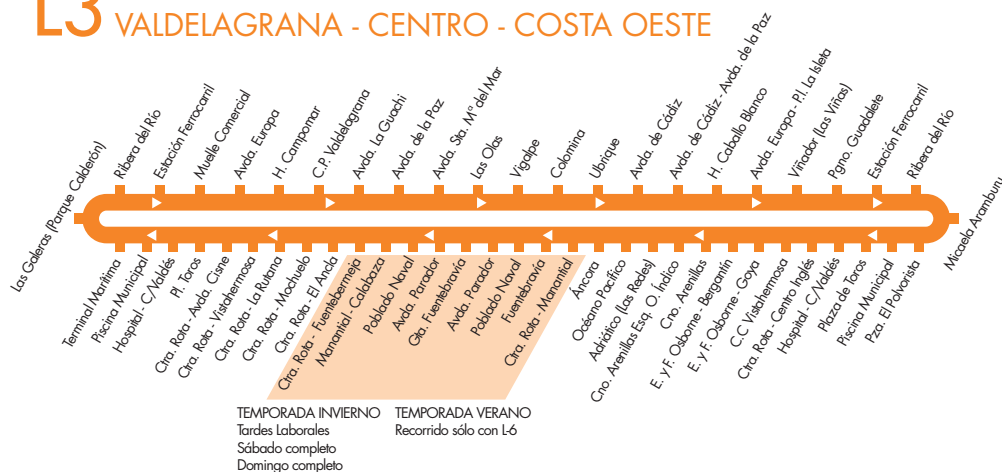 L3 VALDELAGRANA - CENTRO - COSTA OESTE
Las Galeras (Parque Calderón)
Ribera del Río
Estación Ferrocarril
Muelle Comercial
Avda. Europa
H. Campomar
C.P. Valdelagrana
Avda. La Guachi
Avda. de la Paz
Avda. Sta. Mª del Mar
Las Olas
Vigalpe
Colomina
Ubrique
Avda. de Cádiz
Avda. de Cádiz - Avda. de la Paz
H. Caballo Blanco
Avda. Europa - P.I. La Isleta
Viñador (Las Viñas)
Pgno. Guadalete
Estación Ferrocarril
Ribera del Río
Micaela Aramburu
Terminal Marítima
Piscina Municipal
Hospital - C/Valdés
Pl. Toros
Ctra. Rota - Avda. Cisne
Ctra. Rota - Vistahermosa
Ctra. Rota - La Rutana
Ctra. Rota - Mochuelo
Ctra. Rota - El Ancla
Ctra. Rota - Fuentebermeja
Manantial - Calabaza
Poblado Naval
Avda. Parador
Gta. Fuentebravía
Avda. Parador
Poblado Naval
Fuentebravía
Ctra. Rota - Manantial
Áncora
Océano Pacífico
Adriático (Las Redes)
Cno. Arenillas Esq. O. Índico
Cno. Arenillas
E. y F. Osborne - Bergantín
E. y F. Osborne - Goya
C.C Vistahermosa
Ctra. Rota - Centro Inglés
Hospital - C/Valdés
Plaza de Toros
Piscina Municipal
Pza. El Polvorista
TEMPORADA INVIERNO
Tardes Laborales
Sábado completo
Domingo completo
TEMPORADA VERANO
Recorrido sólo con L-6